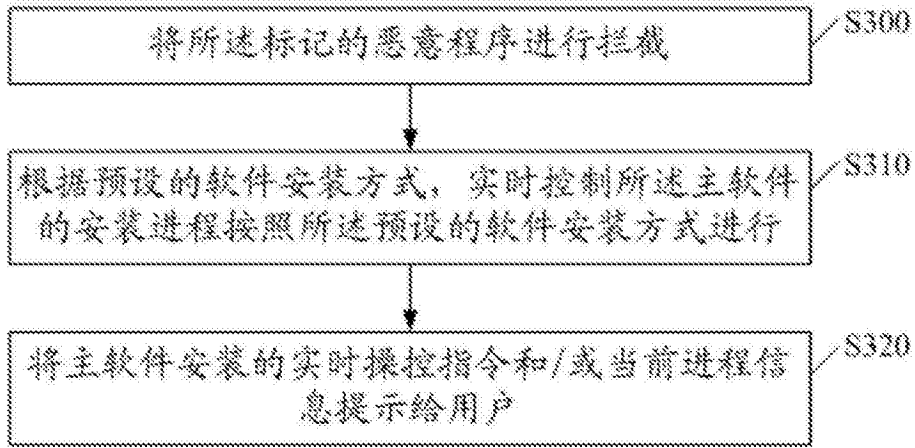 将所述标记的恶意程序进行拦截
S300
根据预设的软件安装方式，实时控制所述主软件
的安装进程按照所述预设的软件安装方式进行
S310
将主软件安装的实时操控指令和/或当前进程信
息提示给用户
S320